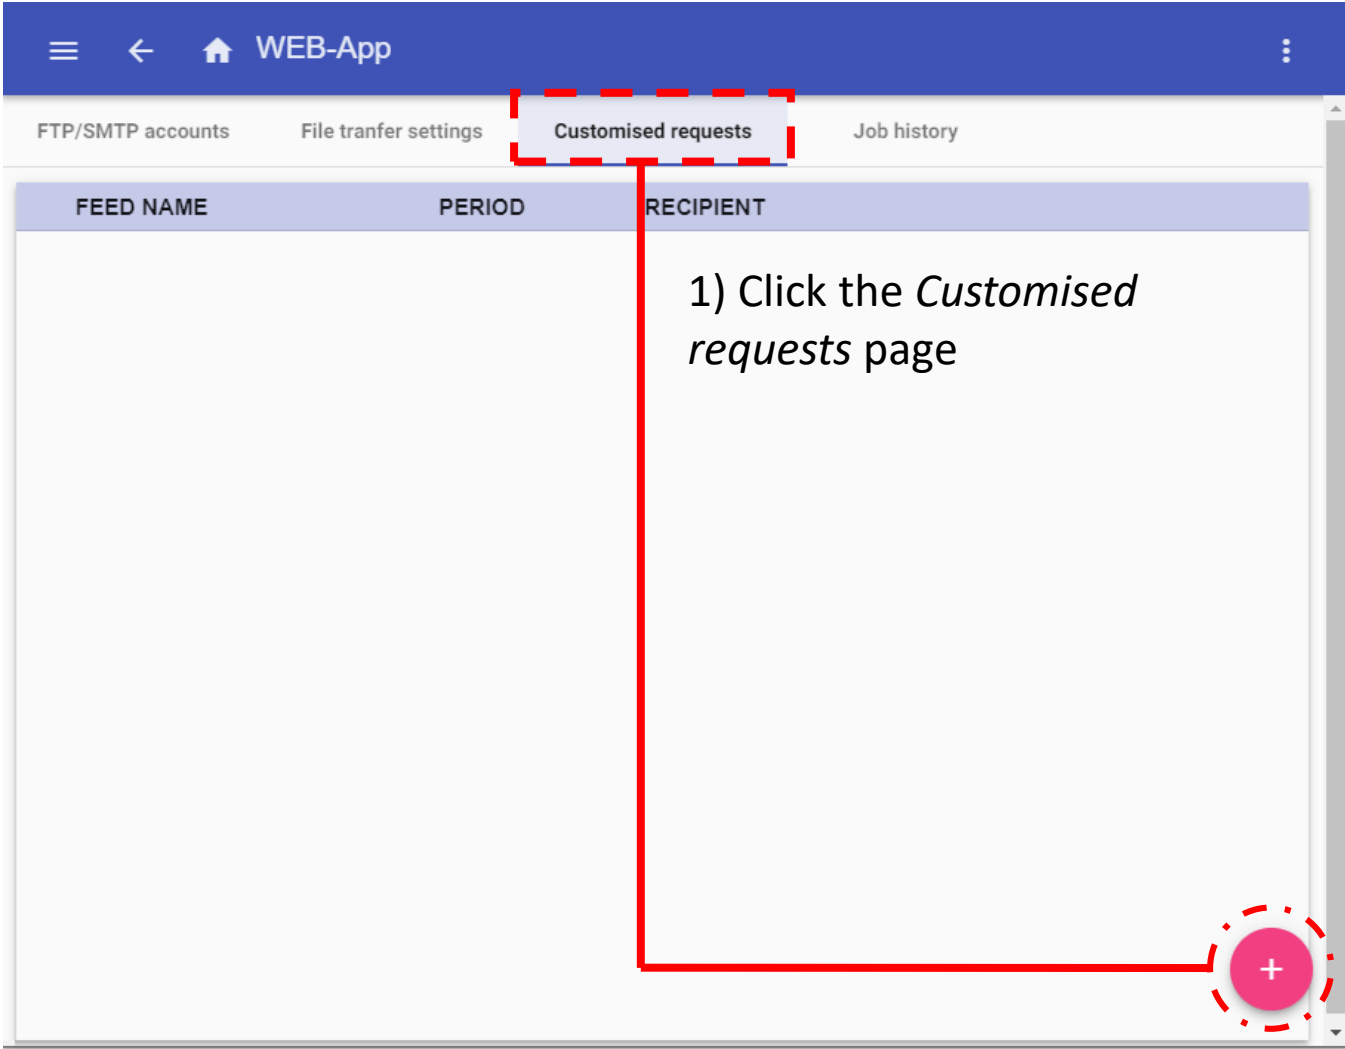 WEB-App
FTP/SMTP accounts File tranfer settings Customised requests Job history
FEED NAME PERIOD RECIPIENT
1) Click the Customised
requests page
+